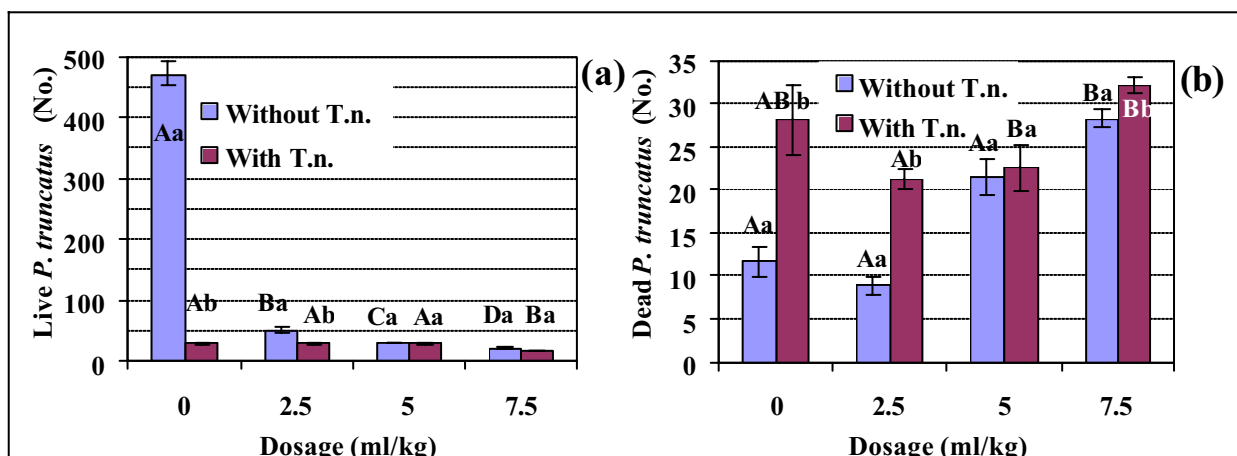 (a)
Live P. truncatus (No.)
500
400
300
200
100
0
Without T.n.
With T.n.
Aa
Ab
Ba
Ab
Ca
Aa
Da
Ba
0 2.5 5 7.5
Dosage (ml/kg)
(b)
Dead P. truncatus (No.)
35
30
25
20
15
10
5
0
Without T.n.
With T.n.
Aa
AB b
Aa
Ab
Aa
Ba
Ba
Bb
0 2.5 5 7.5
Dosage (ml/kg)